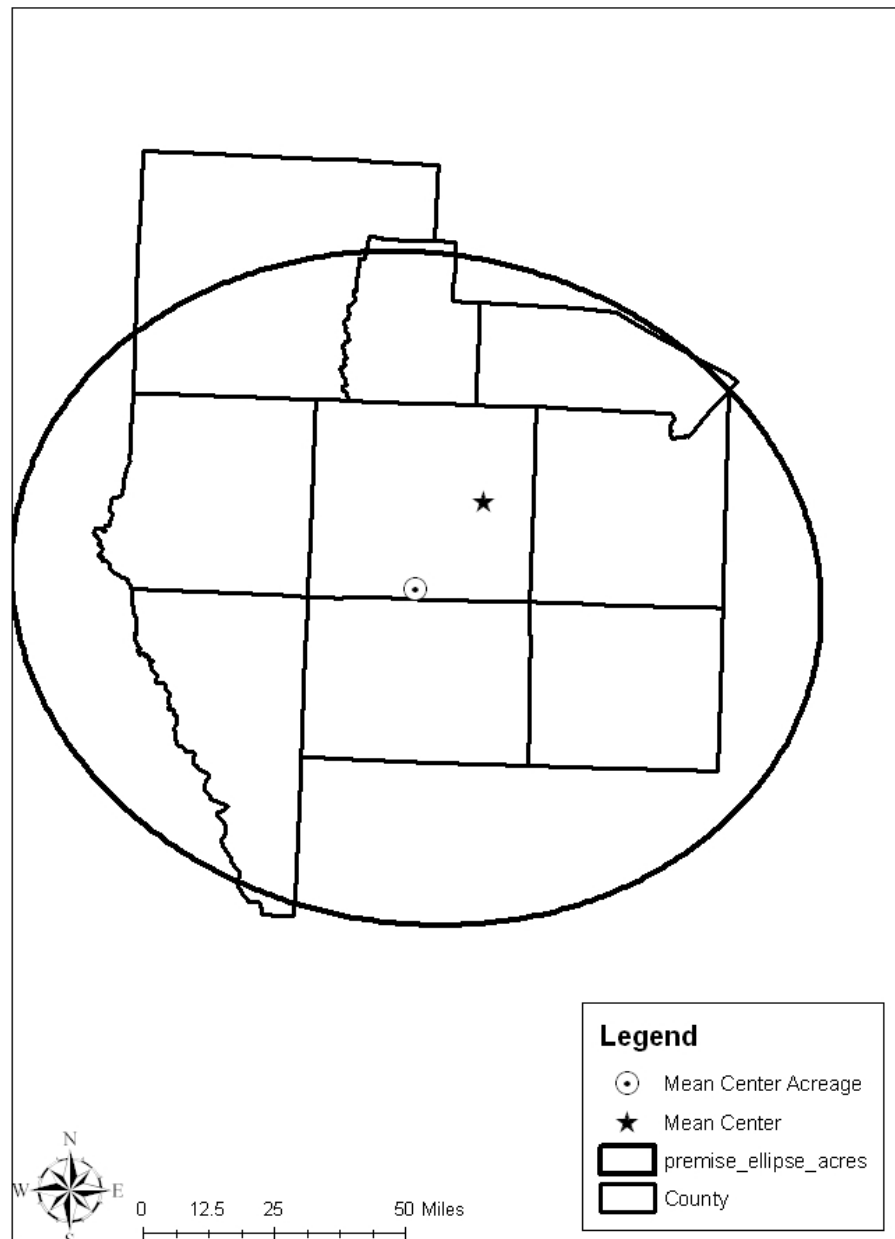 Legend
Mean Center Acreage
Mean Center
premise_ellipse_acres
County
N
W E
S
0 12.5 25 50 Miles